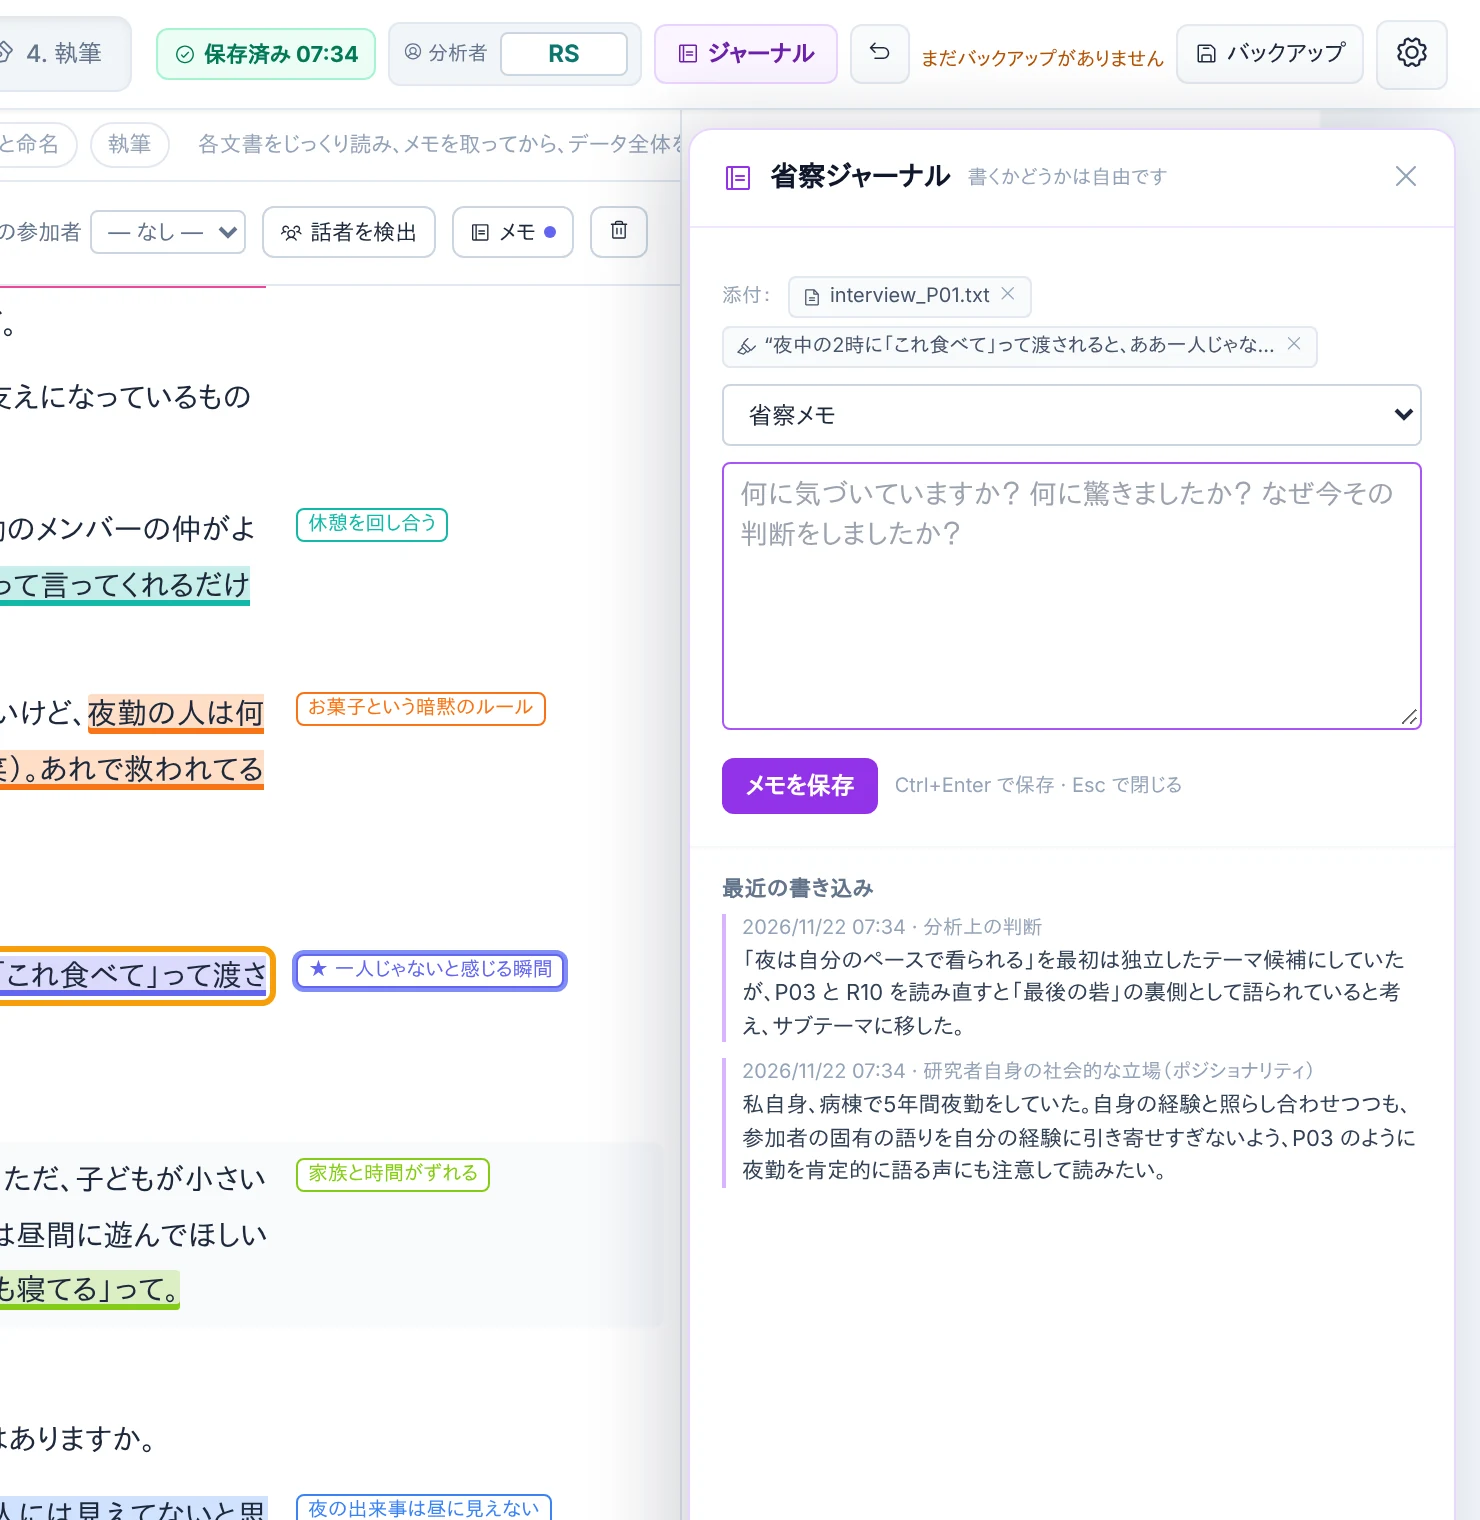 4. 執筆
保存済み 07:34
分析者
RS
ジャーナル
まだバックアップがありません
バックアップ
と命名
執筆
各文書をじっくり読み、メモを取ってから、データ全体を
の参加者
— なし —
話者を検出
メモ
支えになっているもの
のメンバーの仲がよ
休憩を回し合う
って言ってくれるだけ
いけど、夜勤の人は何
お菓子という暗黙のルール
笑)。あれで救われてる
「これ食べて」って渡さ
★ 一人じゃないと感じる瞬間
ただ、子どもが小さい
家族と時間がずれる
は昼間に遊んでほしい
も寝てる」って。
はありますか。
人には見えてないと思
夜の出来事は昼に見えない
省察ジャーナル
書くかどうかは自由です
添付:
interview_P01.txt
“夜中の2時に「これ食べて」って渡されると、ああ一人じゃな…
省察メモ
何に気づいていますか? 何に驚きましたか? なぜ今その
判断をしましたか?
メモを保存
Ctrl+Enter で保存 · Esc で閉じる
最近の書き込み
2026/11/22 07:34 · 分析上の判断
「夜は自分のペースで看られる」を最初は独立したテーマ候補にしていた
が、P03 と R10 を読み直すと「最後の砦」の裏側として語られていると考
え、サブテーマに移した。
2026/11/22 07:34 · 研究者自身の社会的な立場(ポジショナリティ)
私自身、病棟で5年間夜勤をしていた。自身の経験と照らし合わせつつも、
参加者の固有の語りを自分の経験に引き寄せすぎないよう、P03 のように
夜勤を肯定的に語る声にも注意して読みたい。